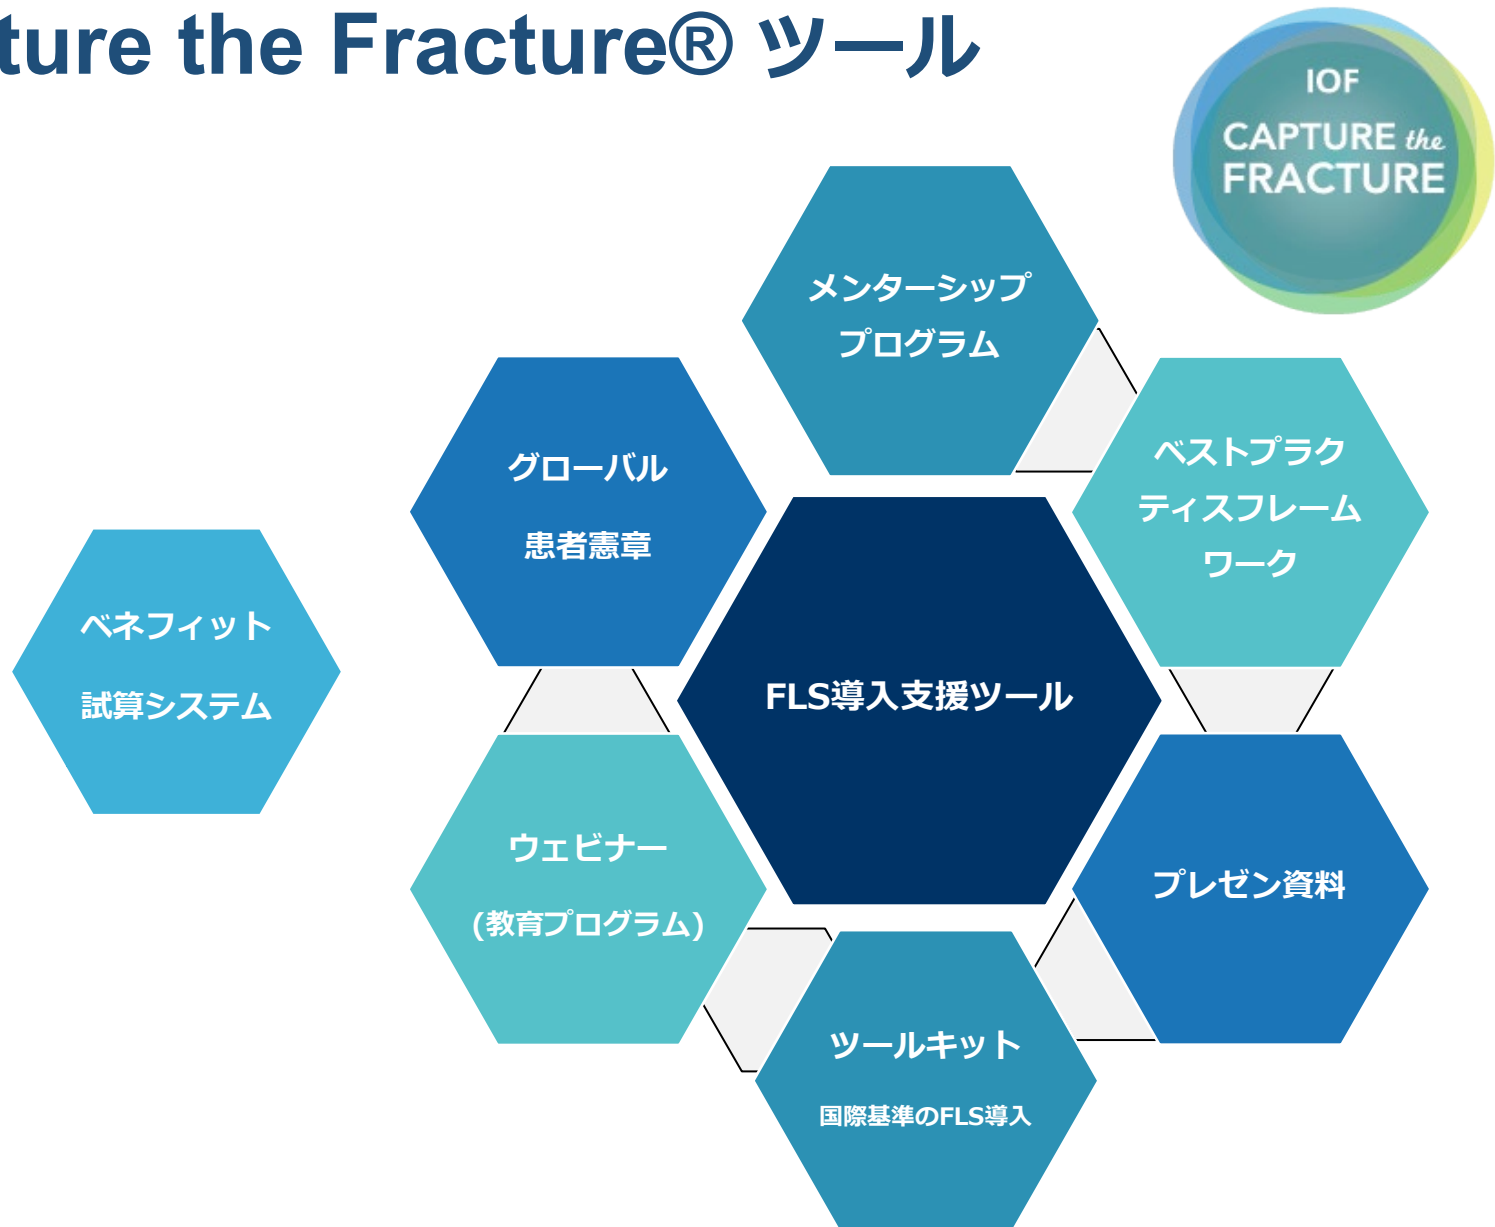 ture the Fracture® ツール
IOF
CAPTURE the
FRACTURE
メンターシップ
プログラム
ベストプラク
ティスフレーム
ワーク
グローバル
患者憲章
ベネフィット
試算システム
FLS導入支援ツール
ウェビナー
(教育プログラム)
プレゼン資料
ツールキット
国際基準のFLS導入